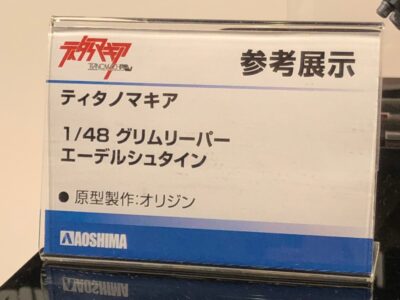 ティタノマキア
参考展示
ティタノマキア
1/48 グリムリーパー
エーデルシュタイン
● 原型製作:オリジン
AOSHIMA